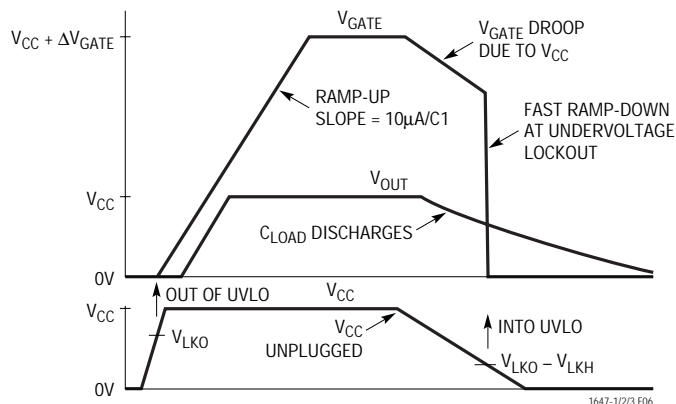 V_GATE
V_CC + ΔV_GATE
V_GATE DROOP
DUE TO V_CC
RAMP-UP
SLOPE = 10µA/C1
FAST RAMP-DOWN
AT UNDERVOLTAGE
LOCKOUT
V_CC
V_OUT
C_LOAD DISCHARGES
0V
OUT OF UVLO
V_CC
V_CC
V_LKO
V_CC
UNPLUGGED
INTO UVLO
V_LKO – V_LKH
0V
1647-1/2/3 F06